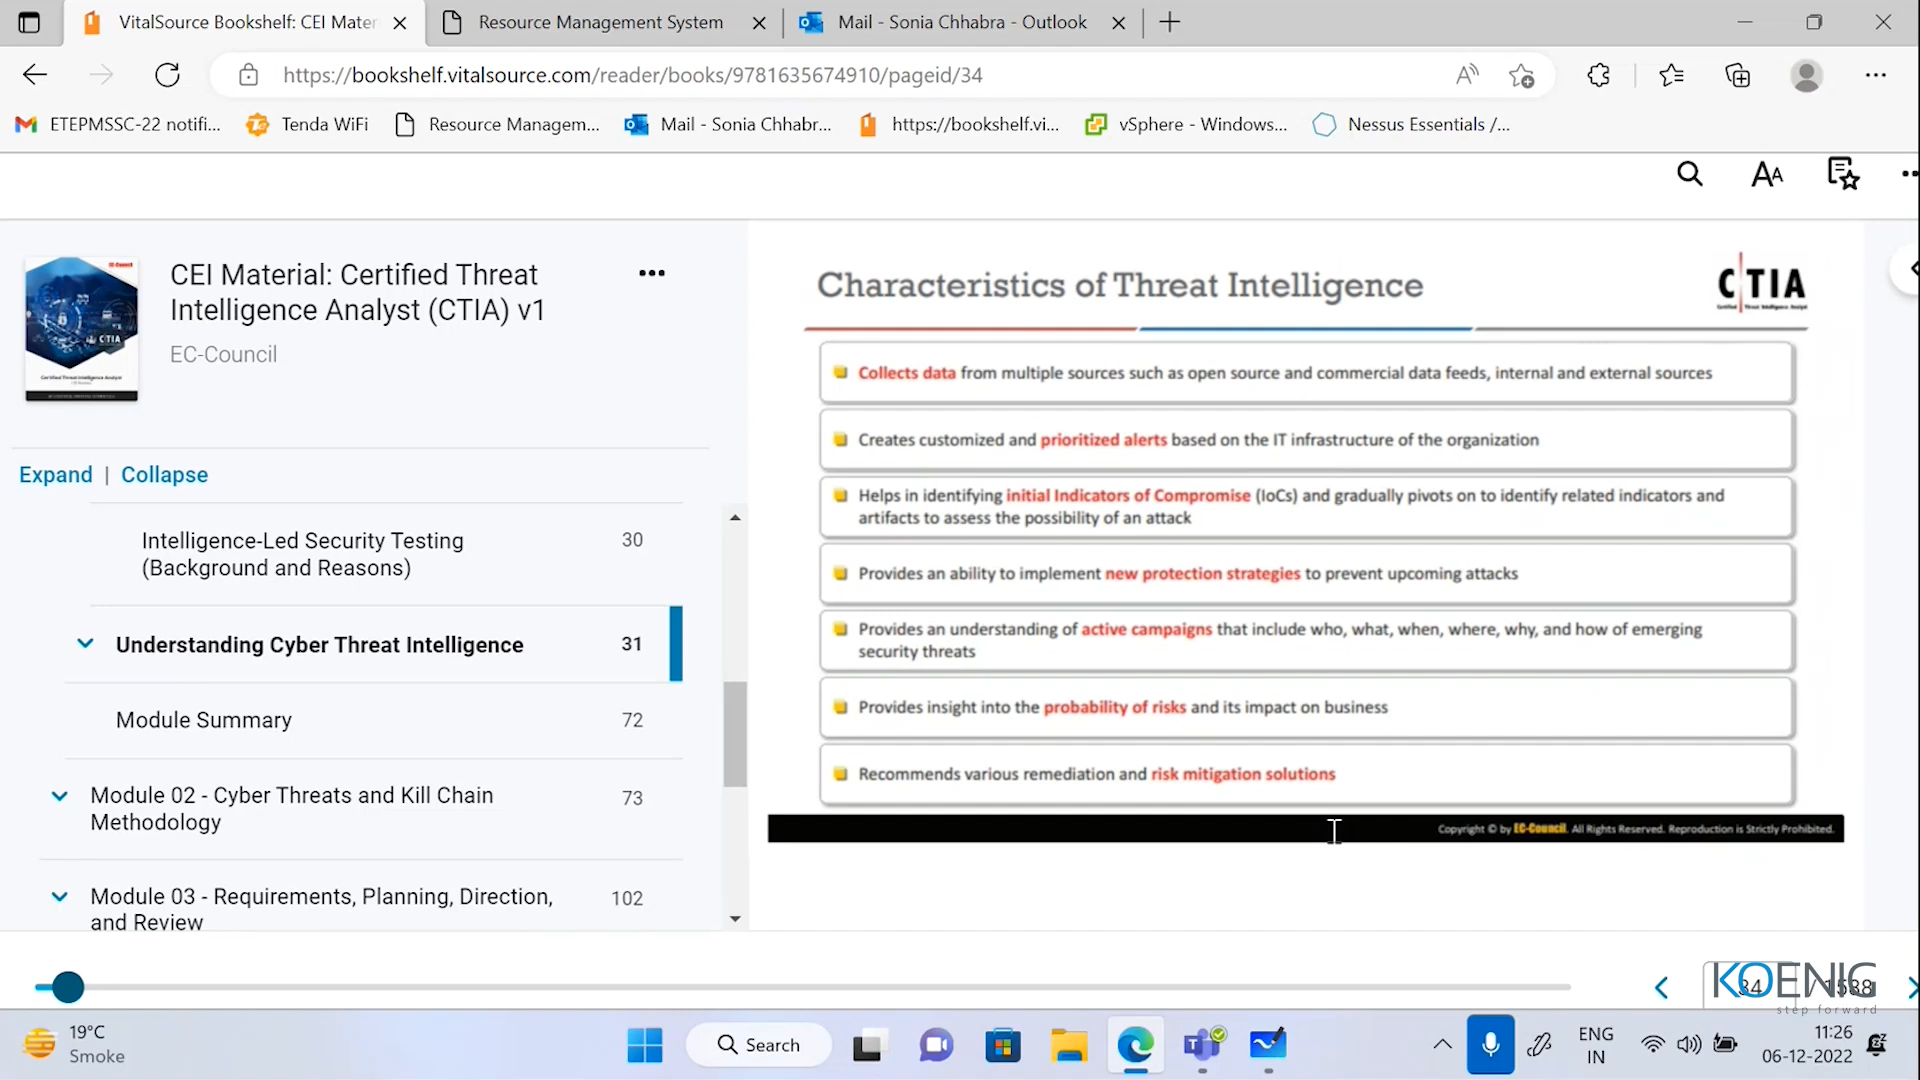 VitalSource Bookshelf: CEI Mater
Resource Management System
Mail - Sonia Chhabra - Outlook
https://bookshelf.vitalsource.com/reader/books/9781635674910/pageid/34
ETEPMSSC-22 notifi...
Tenda WiFi
Resource Managem...
Mail - Sonia Chhabr...
https://bookshelf.vi...
vSphere - Windows...
Nessus Essentials /...
CEI Material: Certified Threat
Intelligence Analyst (CTIA) v1
EC-Council
Expand | Collapse
Intelligence-Led Security Testing 30
(Background and Reasons)
Understanding Cyber Threat Intelligence 31
Module Summary 72
Module 02 - Cyber Threats and Kill Chain 73
Methodology
Module 03 - Requirements, Planning, Direction, 102
and Review
Characteristics of Threat Intelligence
C|TIA
Certified Threat Intelligence Analyst
Collects data from multiple sources such as open source and commercial data feeds, internal and external sources
Creates customized and prioritized alerts based on the IT infrastructure of the organization
Helps in identifying initial Indicators of Compromise (IoCs) and gradually pivots on to identify related indicators and
artifacts to assess the possibility of an attack
Provides an ability to implement new protection strategies to prevent upcoming attacks
Provides an understanding of active campaigns that include who, what, when, where, why, and how of emerging
security threats
Provides insight into the probability of risks and its impact on business
Recommends various remediation and risk mitigation solutions
Copyright © by EC-Council. All Rights Reserved. Reproduction is Strictly Prohibited.
34 / 1538
KOENIG
step forward
19°C
Smoke
Search
ENG
IN
11:26
06-12-2022